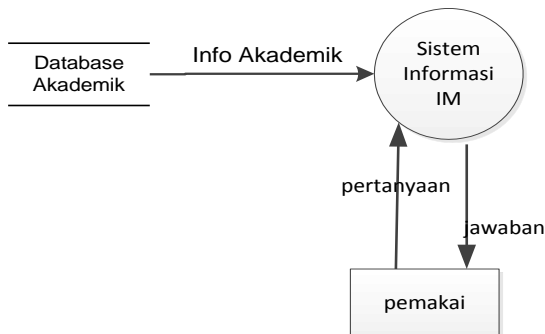 Database
Akademik
Info Akademik
Sistem
Informasi
IM
pertanyaan
jawaban
pemakai